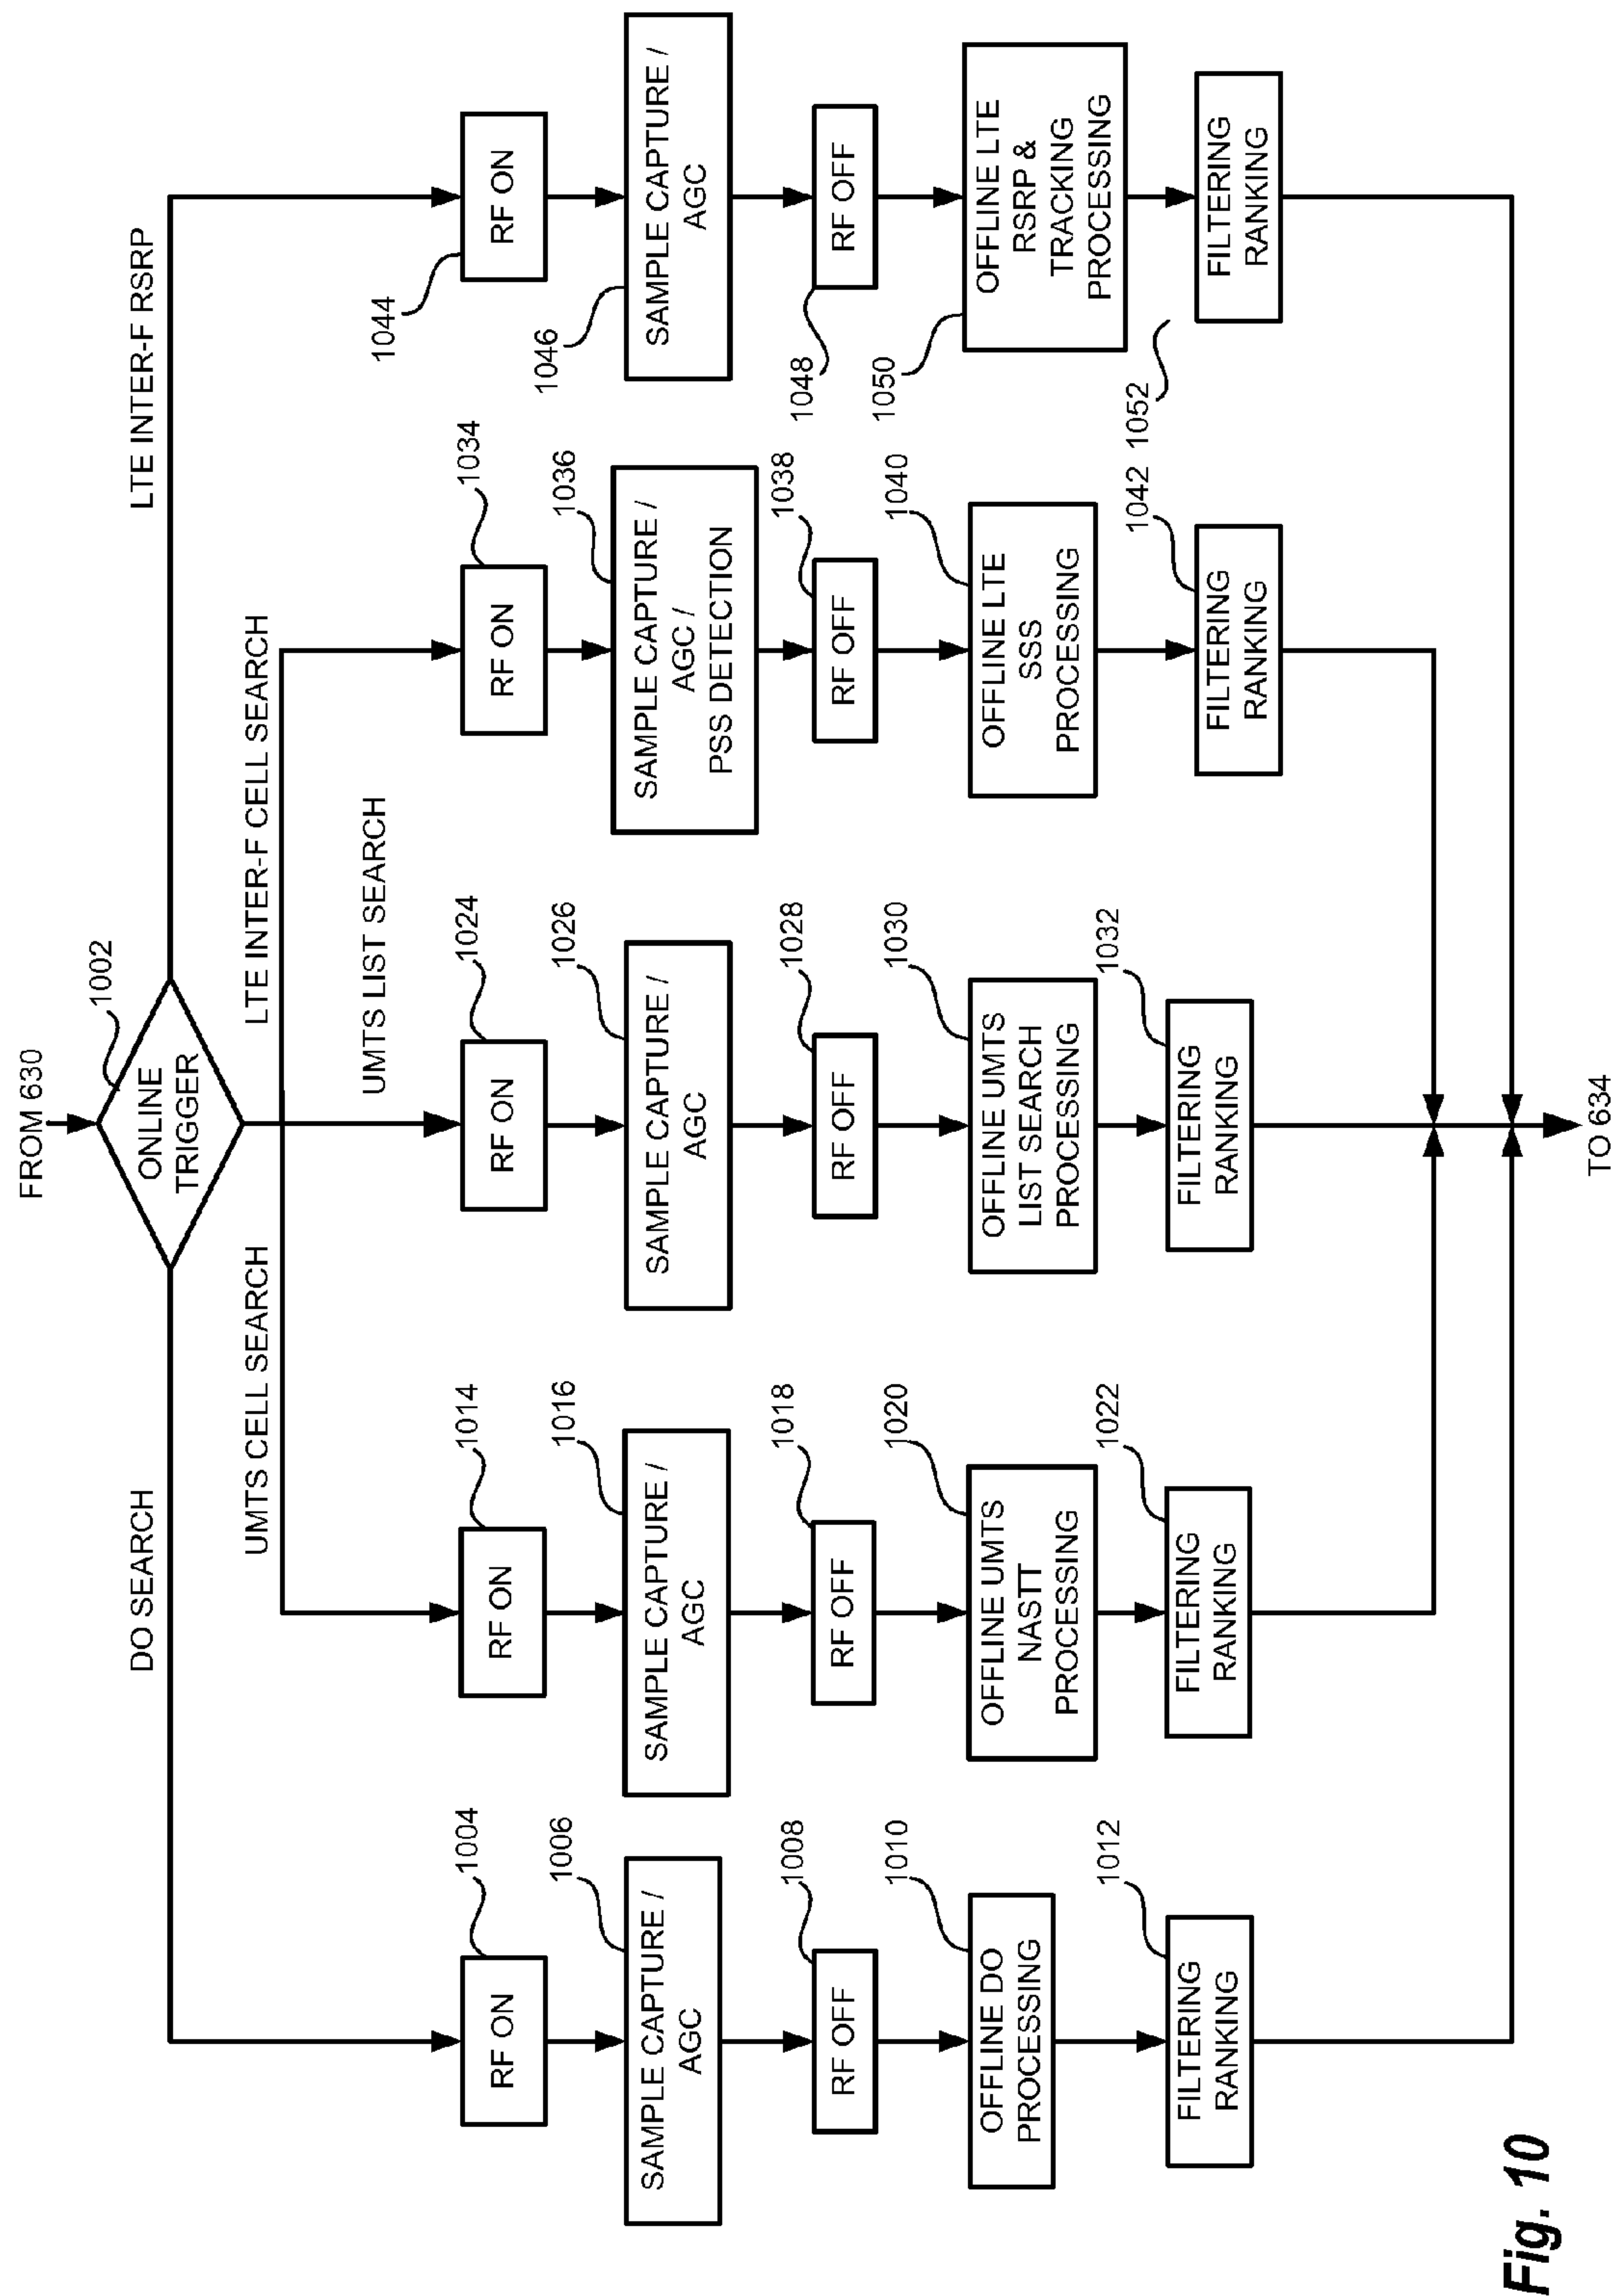 FROM 630
1002
ONLINE
TRIGGER
DO SEARCH
UMTS CELL SEARCH
UMTS LIST SEARCH
LTE INTER-F CELL SEARCH
LTE INTER-F RSRP
1004
RF ON
1006
SAMPLE CAPTURE /
AGC
1008
RF OFF
1010
OFFLINE DO
PROCESSING
1012
FILTERING
RANKING
1014
RF ON
1016
SAMPLE CAPTURE /
AGC
1018
RF OFF
1020
OFFLINE UMTS
NASTT
PROCESSING
1022
FILTERING
RANKING
1024
RF ON
1026
SAMPLE CAPTURE /
AGC
1028
RF OFF
1030
OFFLINE UMTS
LIST SEARCH
PROCESSING
1032
FILTERING
RANKING
1034
RF ON
1036
SAMPLE CAPTURE /
AGC /
PSS DETECTION
1038
RF OFF
1040
OFFLINE LTE
SSS
PROCESSING
1042
FILTERING
RANKING
1044
RF ON
1046
SAMPLE CAPTURE /
AGC
1048
RF OFF
1050
OFFLINE LTE
RSRP &
TRACKING
PROCESSING
1052
FILTERING
RANKING
TO 634
Fig. 10